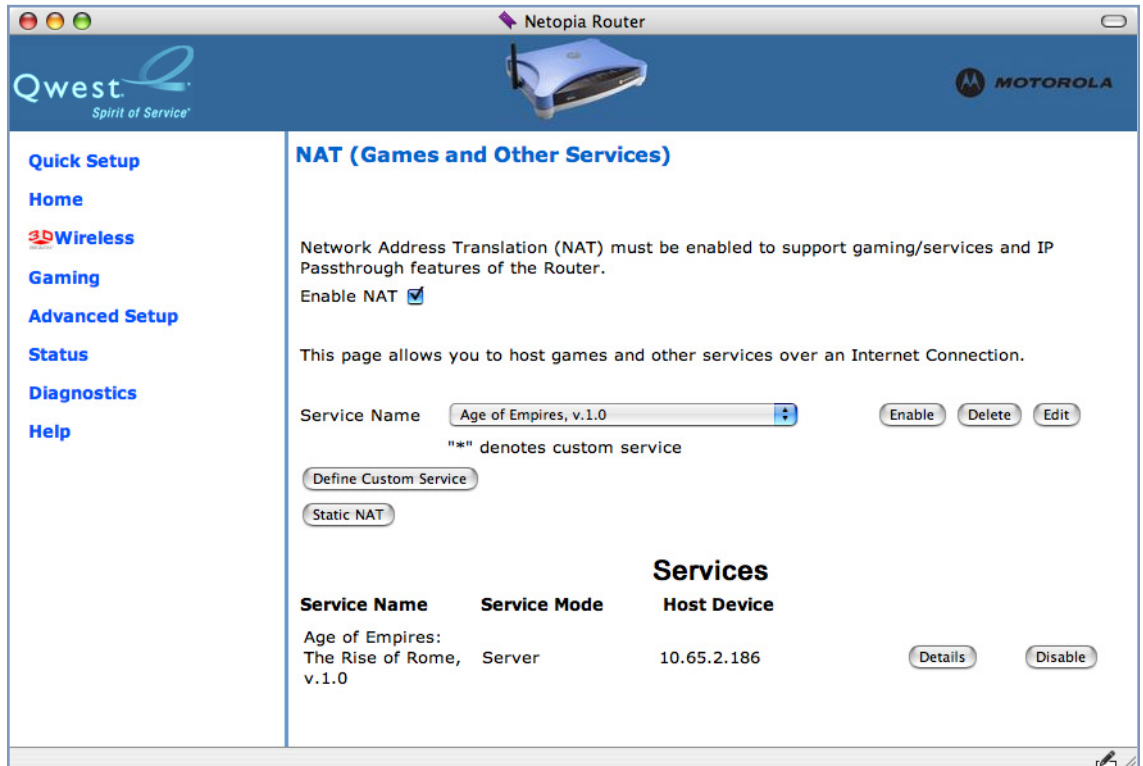 Netopia Router
Qwest
Spirit of Service
MOTOROLA
Quick Setup
Home
3D Wireless
Gaming
Advanced Setup
Status
Diagnostics
Help
NAT (Games and Other Services)
Network Address Translation (NAT) must be enabled to support gaming/services and IP
Passthrough features of the Router.
Enable NAT
This page allows you to host games and other services over an Internet Connection.
Service Name Age of Empires, v.1.0 Enable Delete Edit
"*" denotes custom service
Define Custom Service
Static NAT
Services
Service Name Service Mode Host Device
Age of Empires:
The Rise of Rome, Server 10.65.2.186 Details Disable
v.1.0